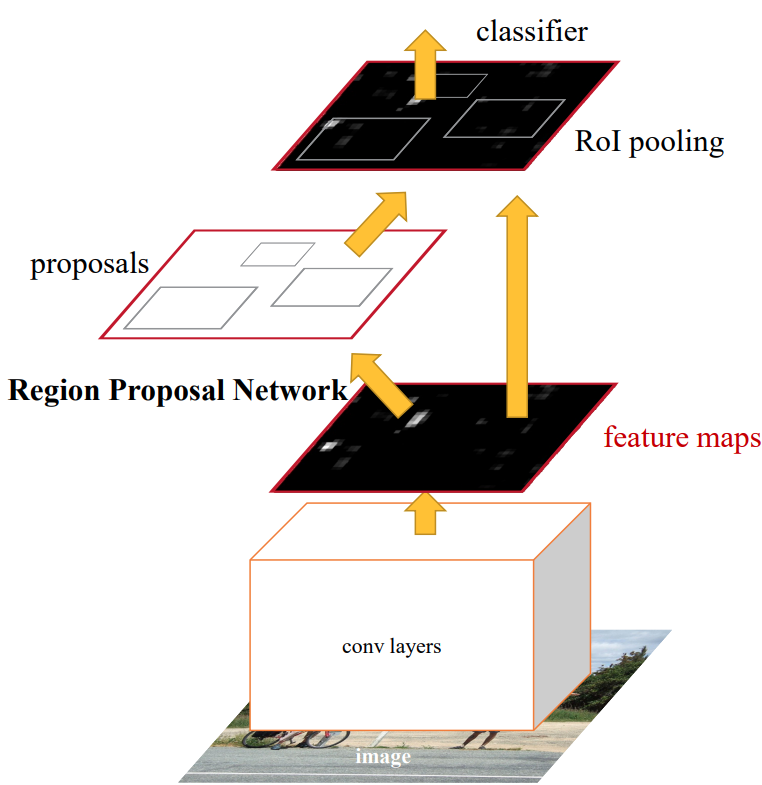 classifier
RoI pooling
proposals
Region Proposal Network
feature maps
conv layers
image